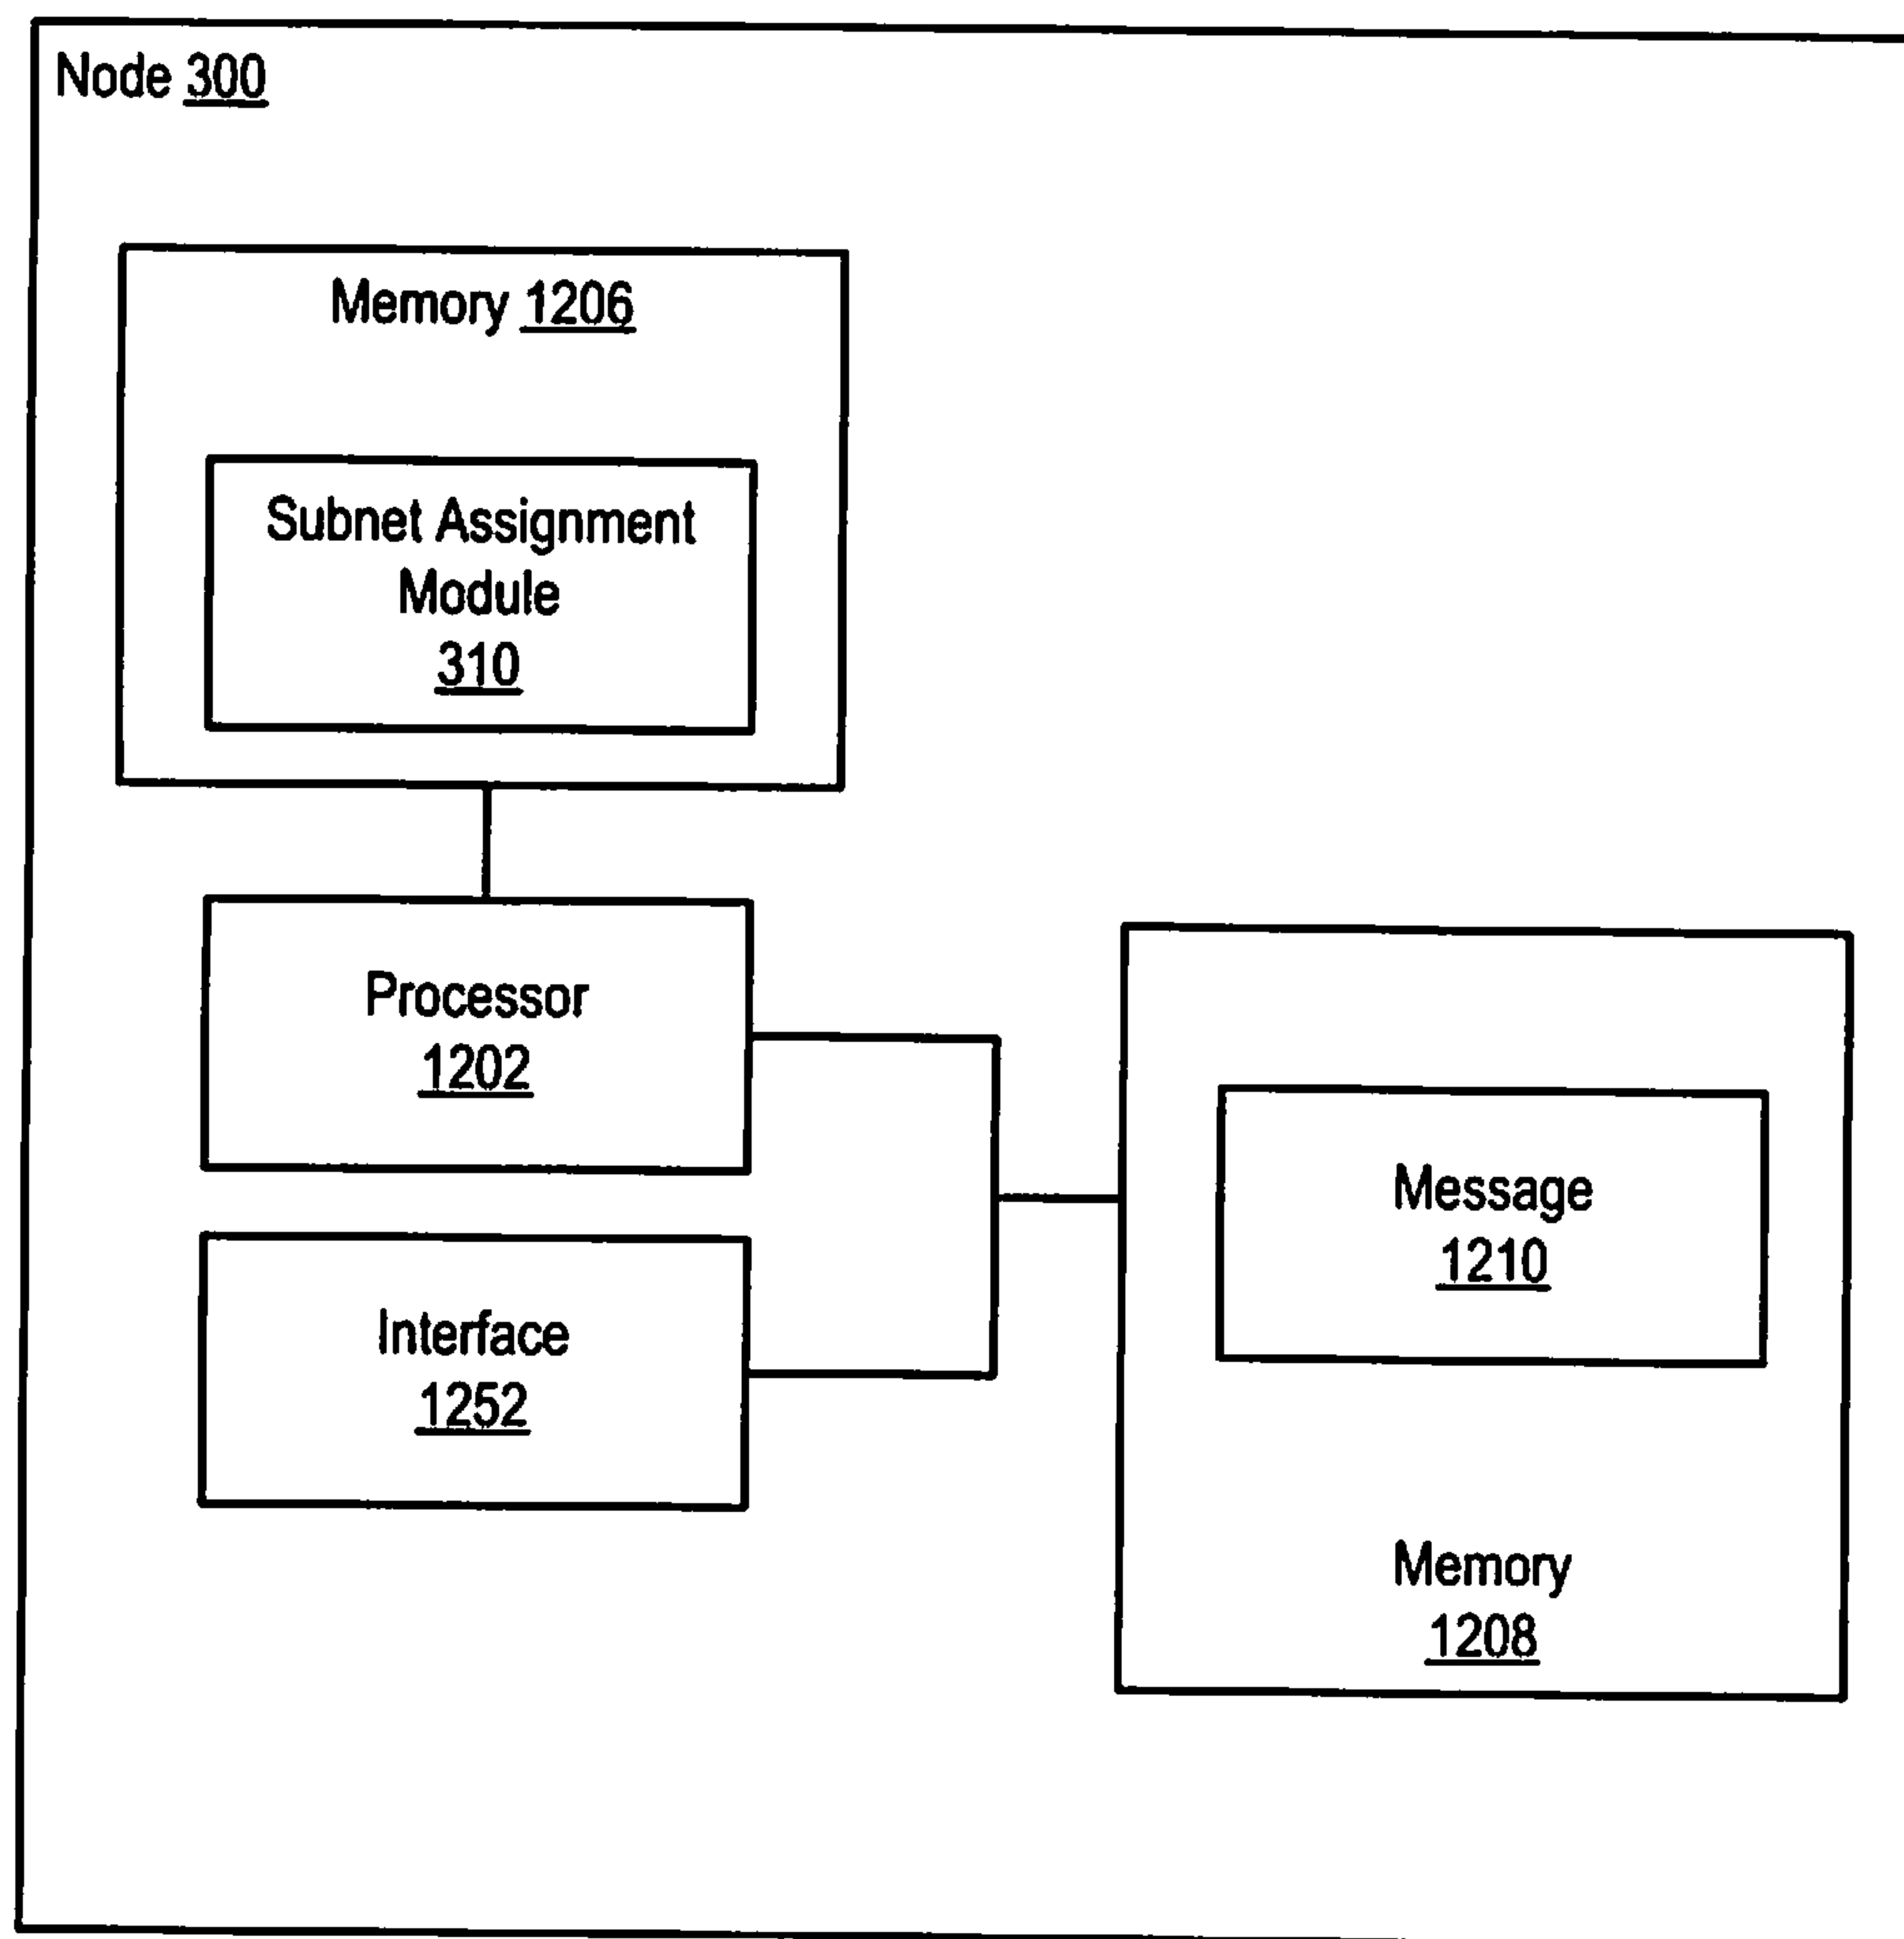 Node 300
Memory 1206
Subnet Assignment
Module
310
Processor
1202
Interface
1252
Message
1210
Memory
1208